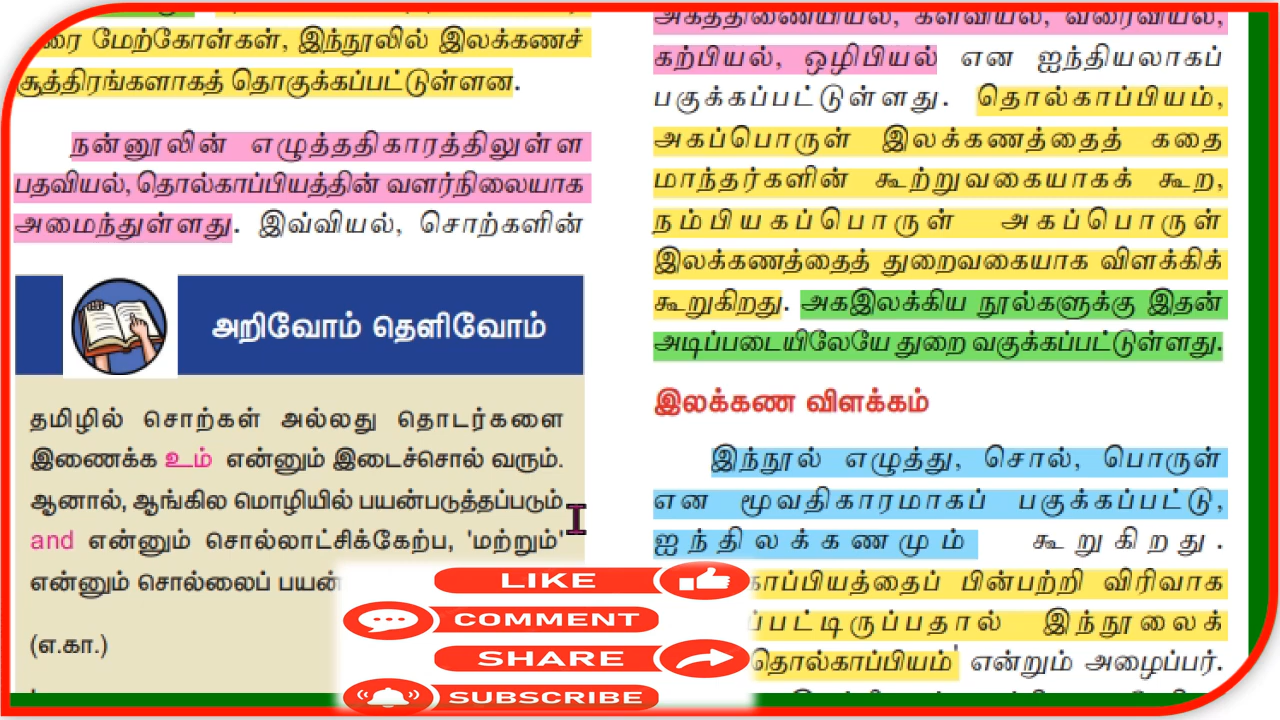 மேற்கோள்கள், இந்நூலில் இலக்கணச்
சூத்திரங்களாகத் தொகுக்கப்பட்டுள்ளன.
நன்னூலின் எழுத்ததிகாரத்திலுள்ள
பதவியல், தொல்காப்பியத்தின் வளர்நிலையாக
அமைந்துள்ளது. இவ்வியல், சொற்களின்
அறிவோம் தெளிவோம்
தமிழில் சொற்கள் அல்லது தொடர்களை
இணைக்க உம் என்னும் இடைச்சொல் வரும்.
ஆனால், ஆங்கில மொழியில் பயன்படுத்தப்படும்
and என்னும் சொல்லாட்சிக்கேற்ப, 'மற்றும்'
என்னும் சொல்லைப்
(எ.கா.)
அகத்திணையியல், களவியல், வரைவியல்,
கற்பியல், ஒழிபியல் என ஐந்தியலாகப்
பகுக்கப்பட்டுள்ளது. தொல்காப்பியம்,
அகப்பொருள் இலக்கணத்தைத் கதை
மாந்தர்களின் கூற்றுவகையாகக் கூற,
நம்பியகப்பொருள் அகப்பொருள்
இலக்கணத்தைத் துறைவகையாக விளக்கிக்
கூறுகிறது. அகஇலக்கிய நூல்களுக்கு இதன்
அடிப்படையிலேயே துறை வகுக்கப்பட்டுள்ளது.
இலக்கண விளக்கம்
இந்நூல் எழுத்து, சொல், பொருள்
என மூவதிகாரமாகப் பகுக்கப்பட்டு,
ஐந்திலக்கணமும் கூறுகிறது.
பின்பற்றி விரிவாக
இந்நூலைக்
தொல்காப்பியம்' என்றும் அழைப்பர்.
LIKE
COMMENT
SHARE
SUBSCRIBE